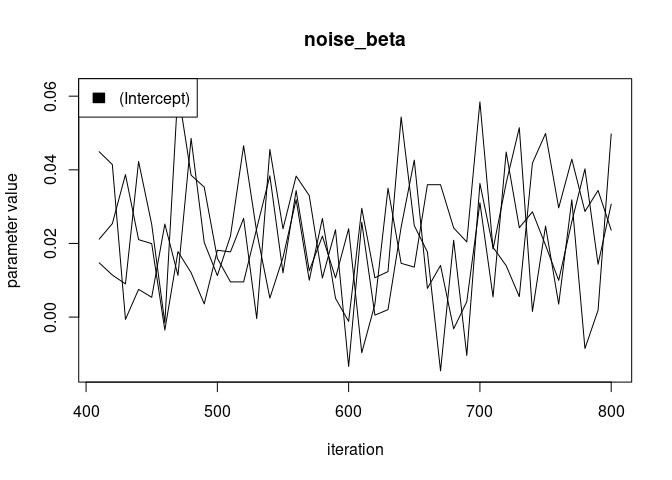 noise_beta
(Intercept)
parameter value
0.06
0.04
0.02
0.00
400 500 600 700 800
iteration